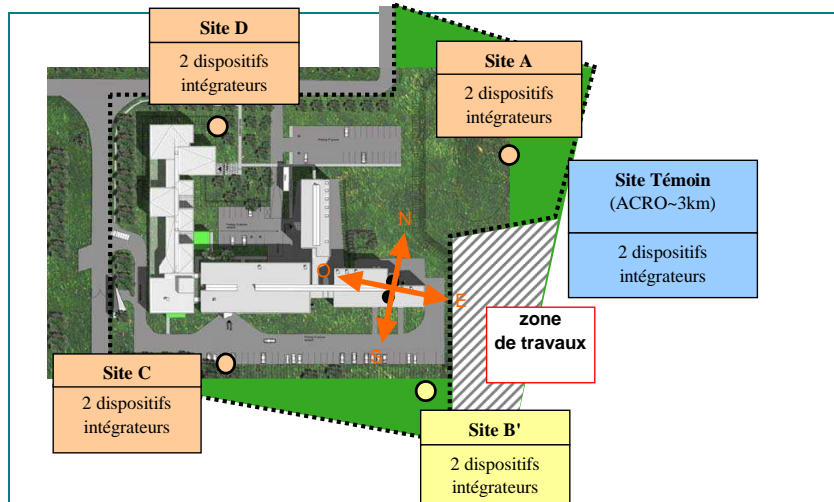 Site D
2 dispositifs
intégrateurs
Site A
2 dispositifs
intégrateurs
Site Témoin
(ACRO~3km)
2 dispositifs
intégrateurs
N
O
E
S
zone
de travaux
Site C
2 dispositifs
intégrateurs
Site B'
2 dispositifs
intégrateurs